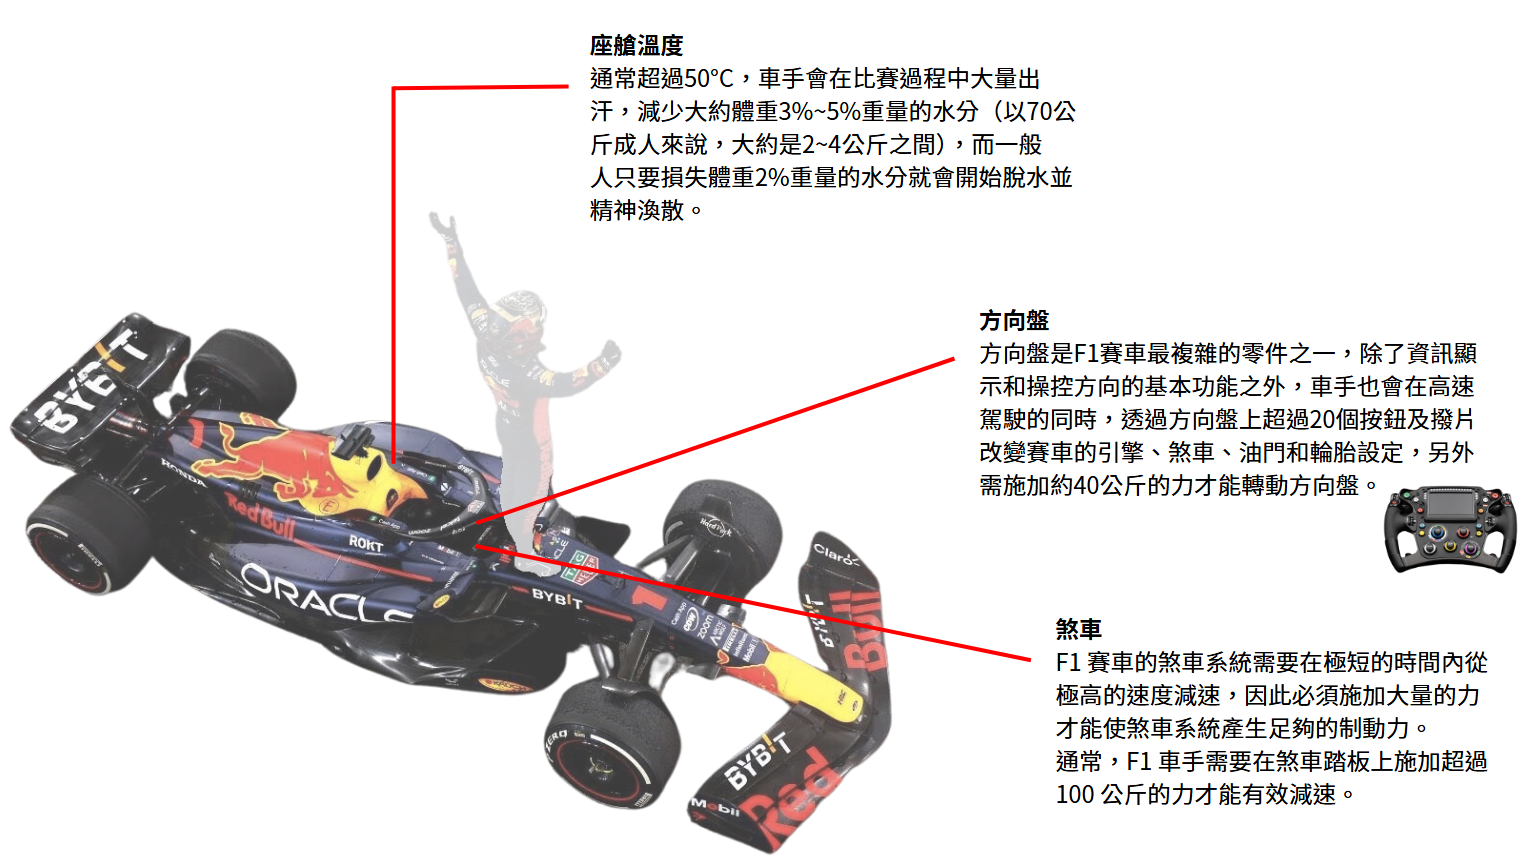 座艙溫度
通常超過50°C，車手會在比賽過程中大量出
汗，減少大約體重3%~5%重量的水分（以70公
斤成人來說，大約是2~4公斤之間），而一般
人只要損失體重2%重量的水分就會開始脫水並
精神渙散。
方向盤
方向盤是F1賽車最複雜的零件之一，除了資訊顯
示和操控方向的基本功能之外，車手也會在高速
駕駛的同時，透過方向盤上超過20個按鈕及撥片
改變賽車的引擎、煞車、油門和輪胎設定，另外
需施加約40公斤的力才能轉動方向盤。
煞車
F1 賽車的煞車系統需要在極短的時間內從
極高的速度減速，因此必須施加大量的力
才能使煞車系統產生足夠的制動力。
通常，F1 車手需要在煞車踏板上施加超過
100 公斤的力才能有效減速。
BYBIT
HONDA
Red Bull
ROKT
ORACLE
BYBIT
TAG HEUER
1
Cash App
zoom
Mobil 1
HardRock
Claro
BYBIT
Red Bull
Mobil
P ZERO